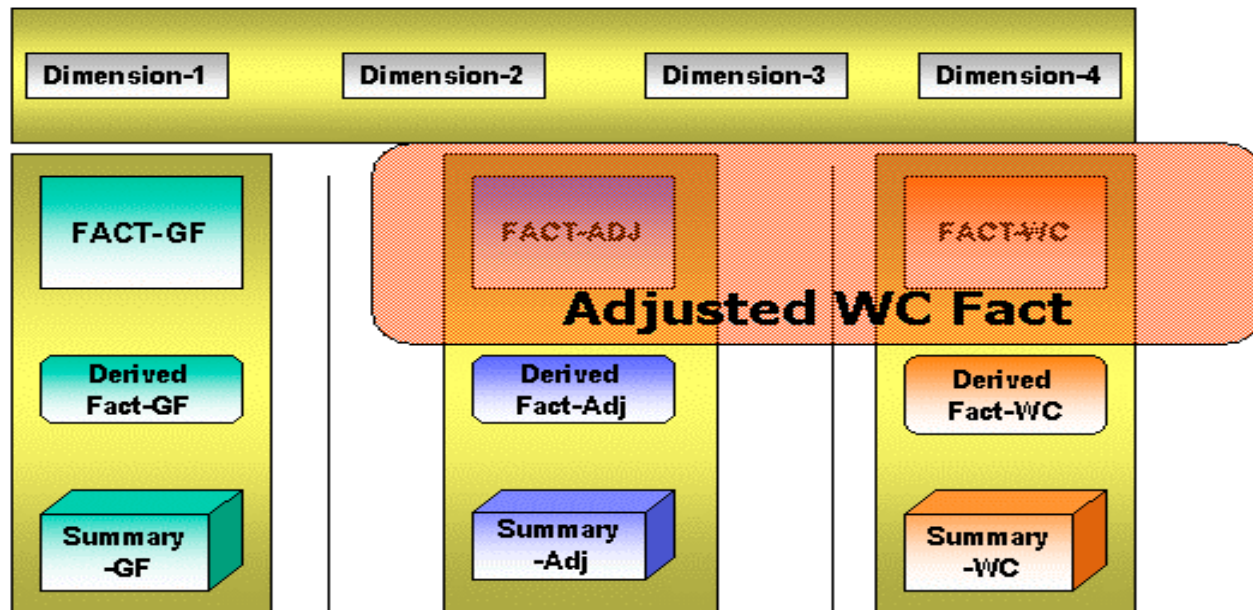 Dimension-1
Dimension-2
Dimension-3
Dimension-4
FACT-GF
FACT-ADJ
FACT-WC
Adjusted WC Fact
Derived
Fact-GF
Derived
Fact-Adj
Derived
Fact-WC
Summary
-GF
Summary
-Adj
Summary
-WC